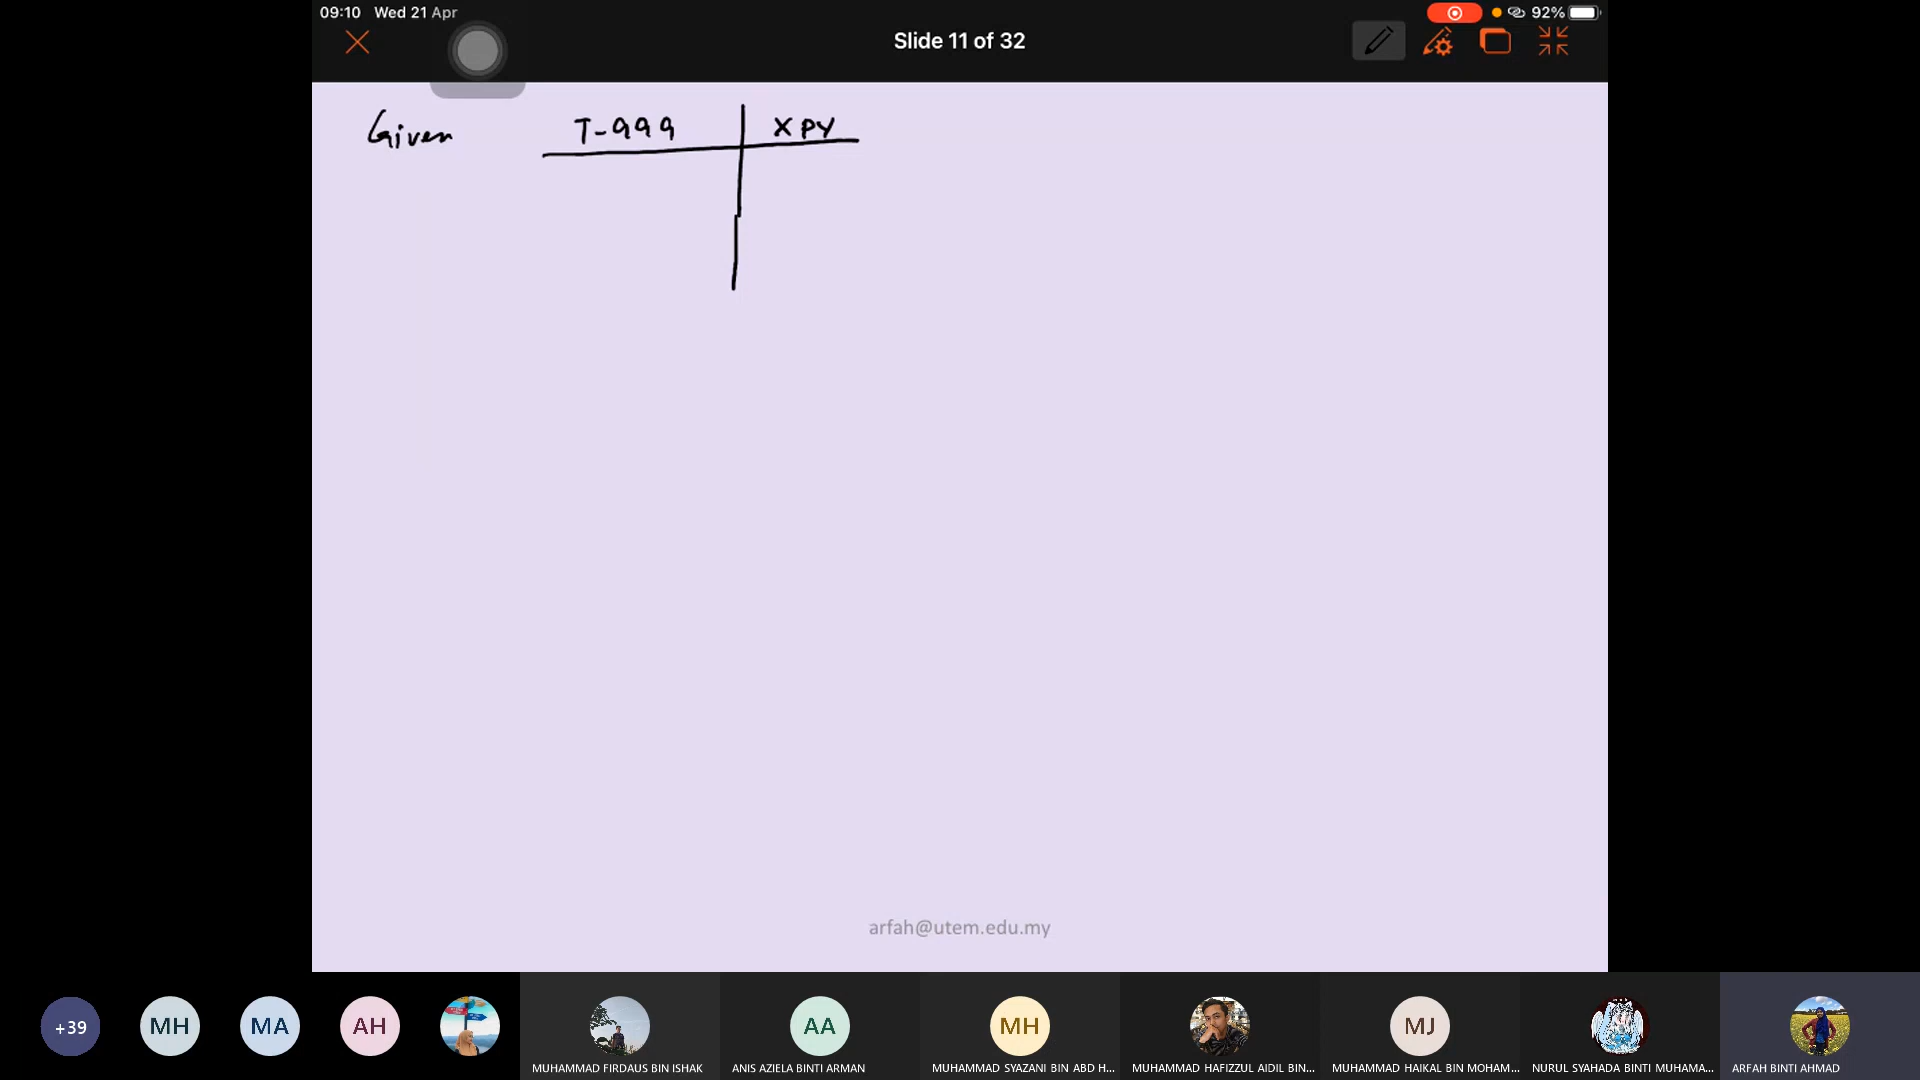 09:10 Wed 21 Apr
92%
Slide 11 of 32
Given T-999 XPY
arfah@utem.edu.my
+39
MH
MA
AH
AA
MH
MJ
MUHAMMAD FIRDAUS BIN ISHAK
ANIS AZIELA BINTI ARMAN
MUHAMMAD SYAZANI BIN ABD H...
MUHAMMAD HAFIZZUL AIDIL BIN...
MUHAMMAD HAIKAL BIN MOHAM...
NURUL SYAHADA BINTI MUHAMA...
ARFAH BINTI AHMAD